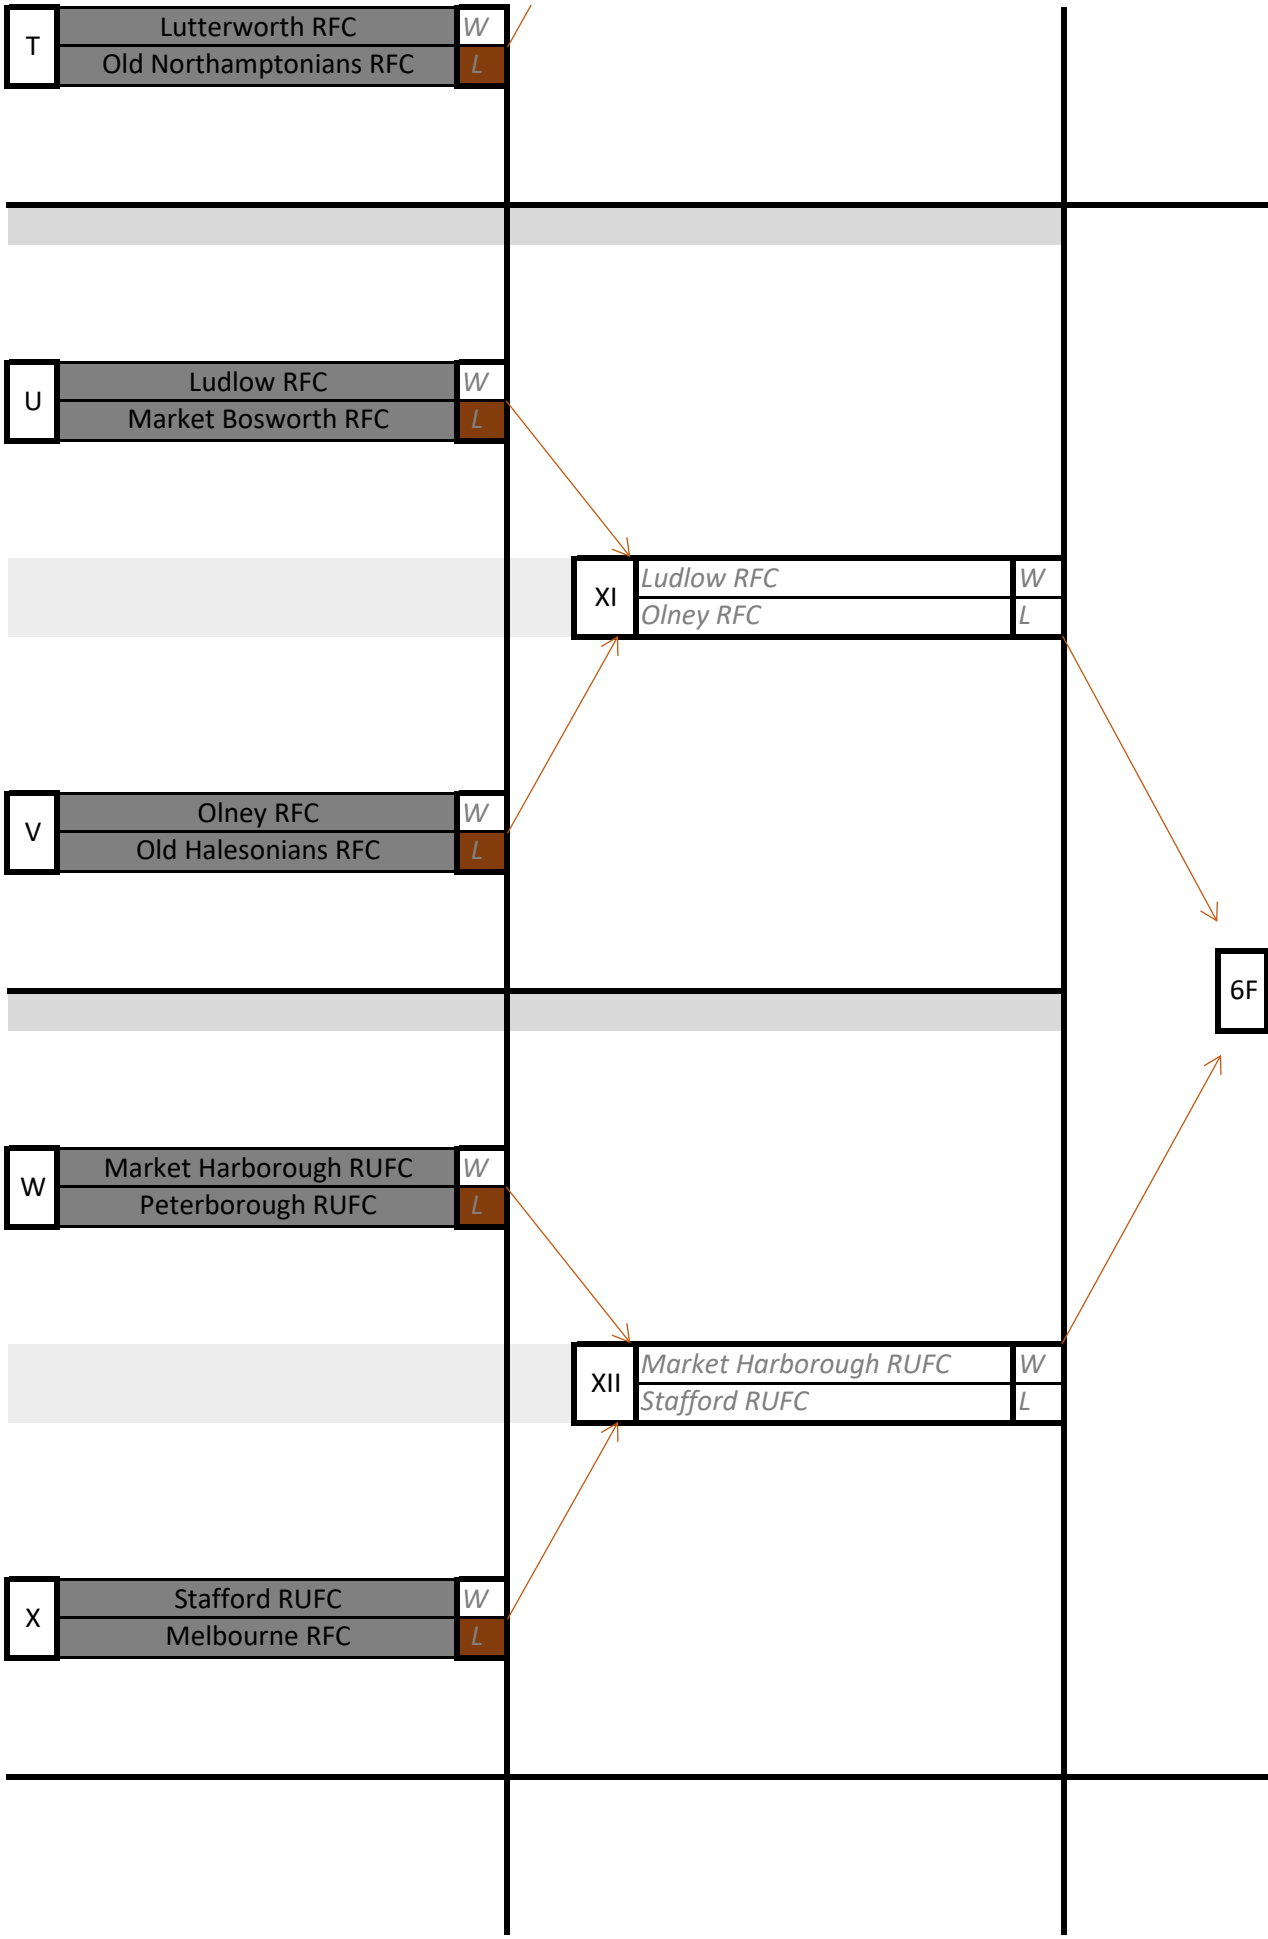 T Lutterworth RFC W
Old Northamptonians RFC L
U Ludlow RFC W
Market Bosworth RFC L
XI Ludlow RFC W
Olney RFC L
V Olney RFC W
Old Halesonians RFC L
6F
W Market Harborough RUFC W
Peterborough RUFC L
XII Market Harborough RUFC W
Stafford RUFC L
X Stafford RUFC W
Melbourne RFC L